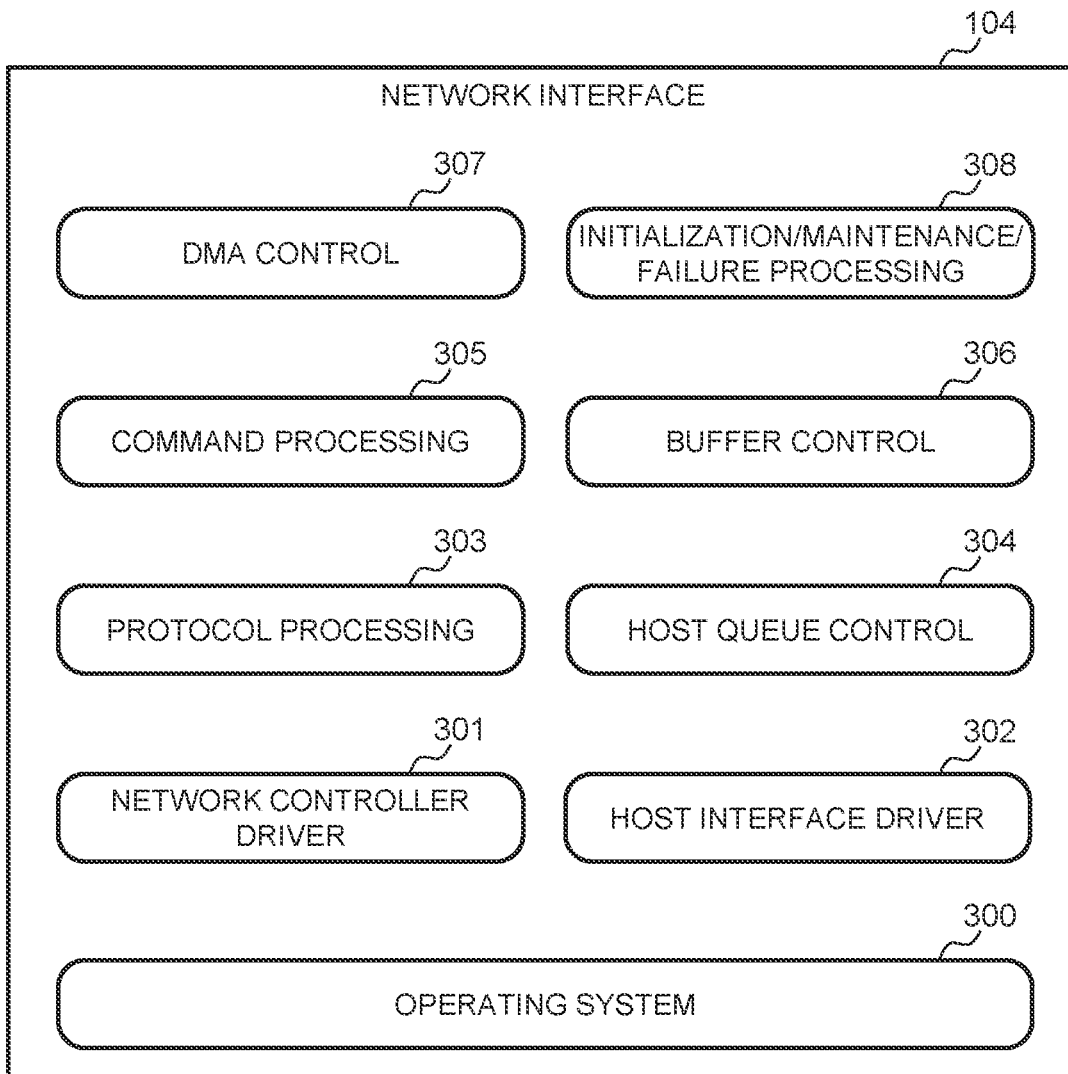 104
NETWORK INTERFACE
307
308
DMA CONTROL
INITIALIZATION/MAINTENANCE/
FAILURE PROCESSING
305
306
COMMAND PROCESSING
BUFFER CONTROL
303
304
PROTOCOL PROCESSING
HOST QUEUE CONTROL
301
302
NETWORK CONTROLLER
DRIVER
HOST INTERFACE DRIVER
300
OPERATING SYSTEM